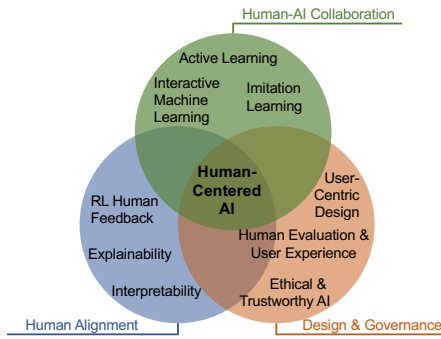 Human-AI Collaboration
Active Learning
Interactive
Machine
Learning
Imitation
Learning
Human-
Centered
AI
RL Human
Feedback
Explainability
Interpretability
User-
Centric
Design
Human Evaluation &
User Experience
Ethical &
Trustworthy AI
Human Alignment
Design & Governance